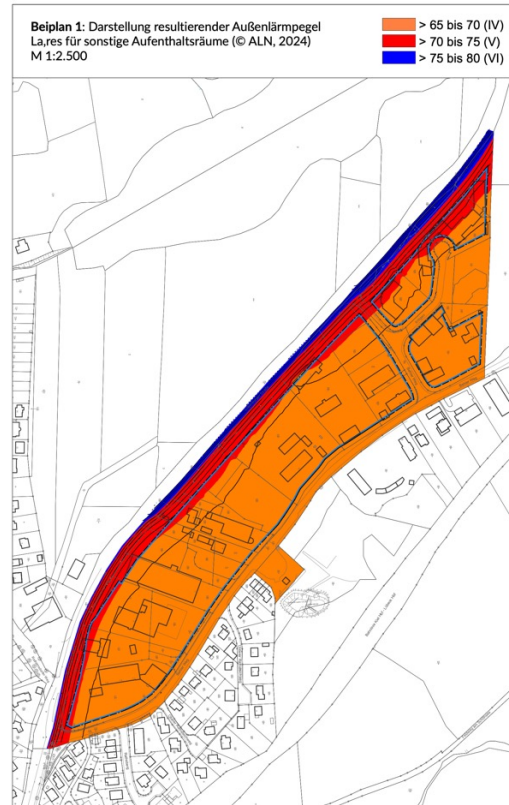 Beiplan 1: Darstellung resultierender Außenlärmpegel
La,res für sonstige Aufenthaltsräume (© ALN, 2024)
M 1:2.500
> 65 bis 70 (IV)
> 70 bis 75 (V)
> 75 bis 80 (VI)